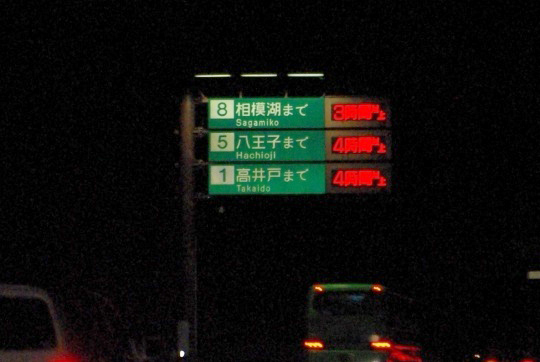 8 相模湖まで 3時間以上
Sagamiko
5 八王子まで 4時間以上
Hachioji
1 高井戸まで 4時間以上
Takaido